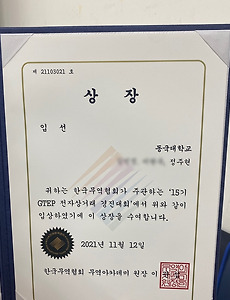 제 21103021 호
상 장
입 선
동국대학교
정주현
귀하는 한국무역협회가 주관하는 '15기
GTEP 전자상거래 경진대회'에서 위와 같이
입상하였기에 이 상장을 수여합니다.
2021년 11월 12일
한국무역협회 무역아카데미 원장 이